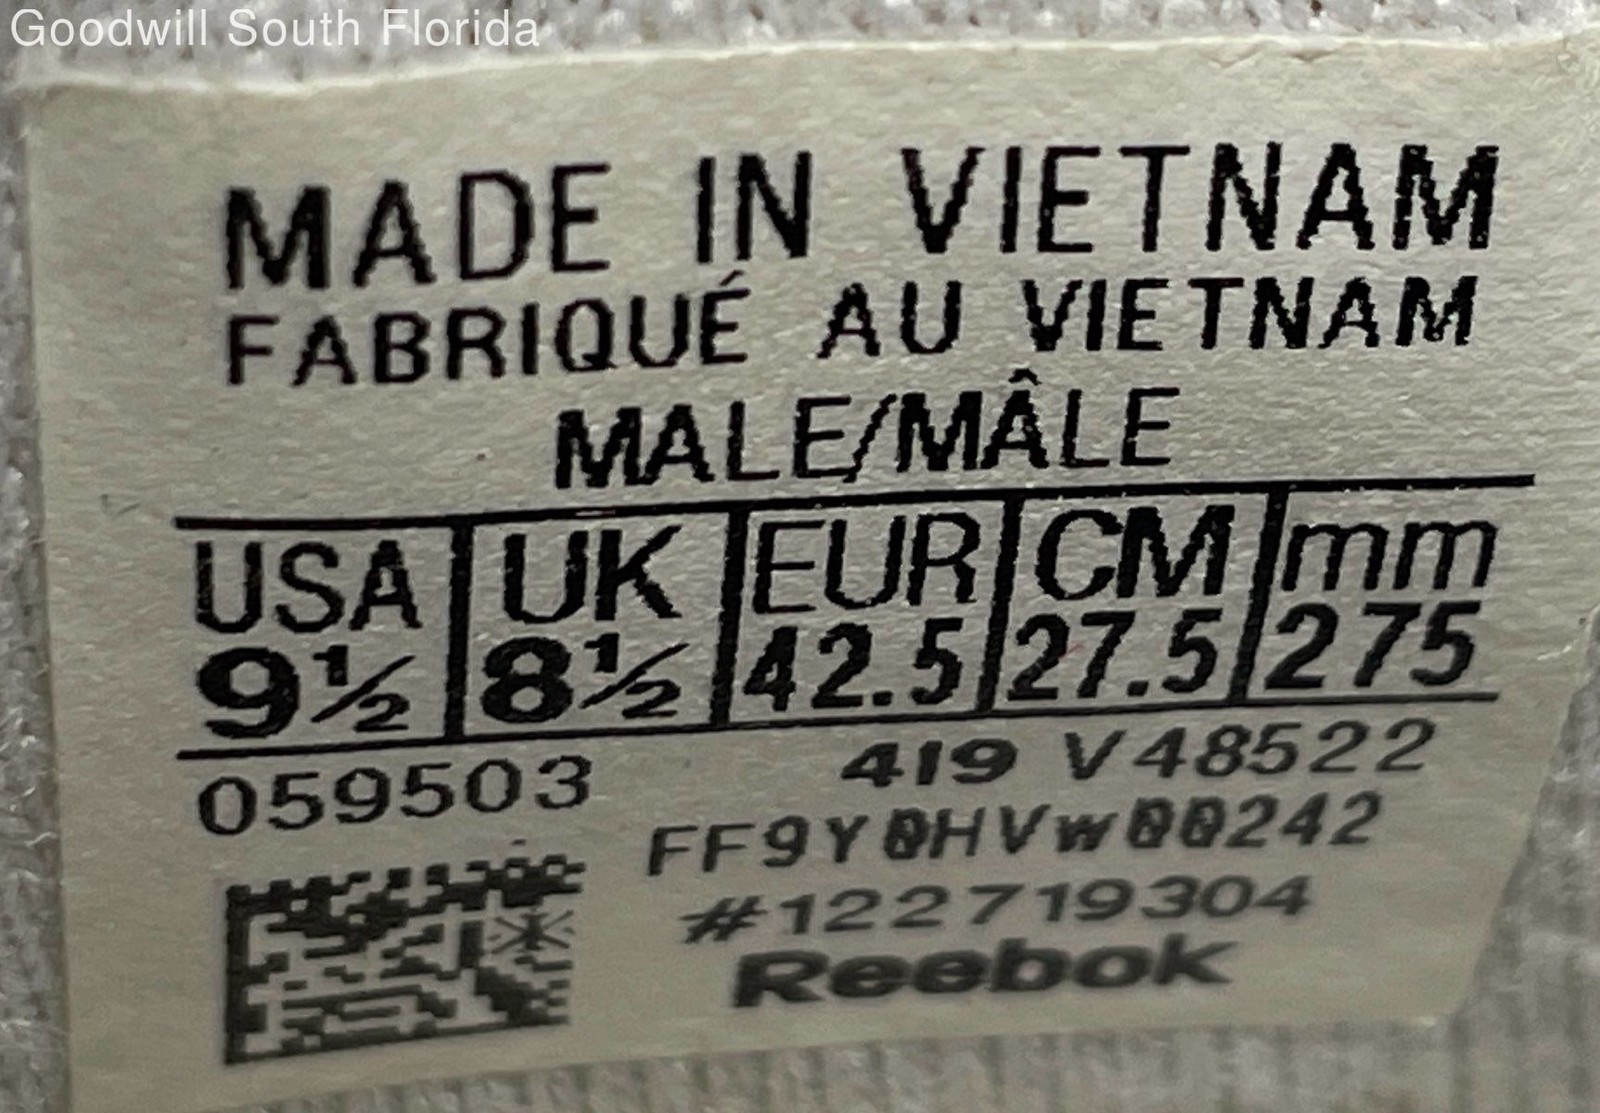 Goodwill South Florida
MADE IN VIETNAM
FABRIQUÉ AU VIETNAM
MALE/MÂLE
USA UK EUR CM mm
9½ 8½ 42.5 27.5 275
059503 419 V48522
FF9Y0HVw00242
#122719304
Reebok